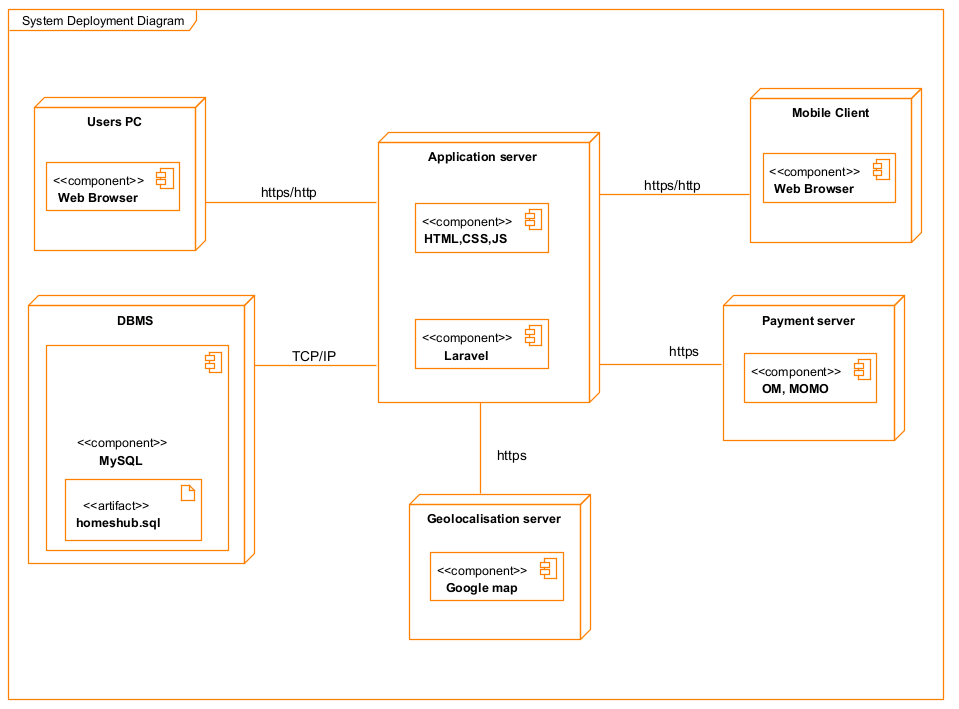 System Deployment Diagram
Users PC
<<component>>
Web Browser
https/http
Application server
<<component>>
HTML,CSS,JS
<<component>>
Laravel
https/http
Mobile Client
<<component>>
Web Browser
DBMS
<<component>>
MySQL
<<artifact>>
homeshub.sql
TCP/IP
https
Payment server
<<component>>
OM, MOMO
https
Geolocalisation server
<<component>>
Google map